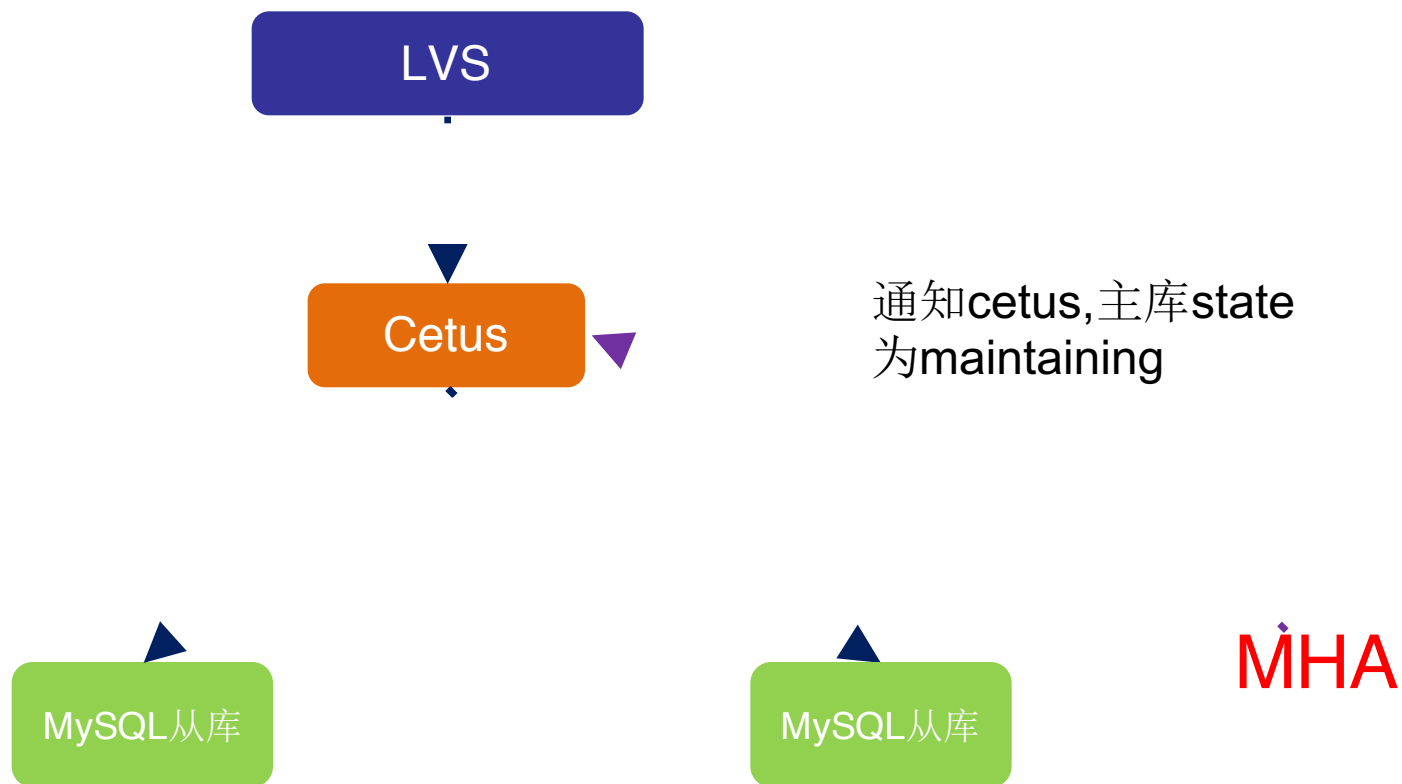 LVS
Cetus
通知cetus,主库state
为maintaining
MHA
MySQL从库
MySQL从库